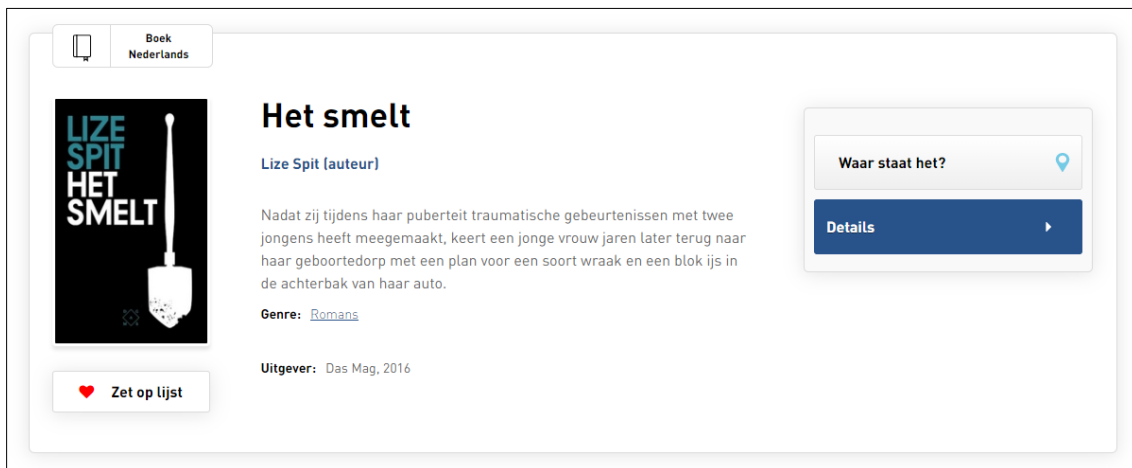 Boek
Nederlands
LIZE
SPIT
HET
SMELT
Het smelt
Lize Spit (auteur)
Nadat zij tijdens haar puberteit traumatische gebeurtenissen met twee
jongens heeft meegemaakt, keert een jonge vrouw jaren later terug naar
haar geboortedorp met een plan voor een soort wraak en een blok ijs in
de achterbak van haar auto.
Genre: Romans
Uitgever: Das Mag, 2016
Zet op lijst
Waar staat het?
Details